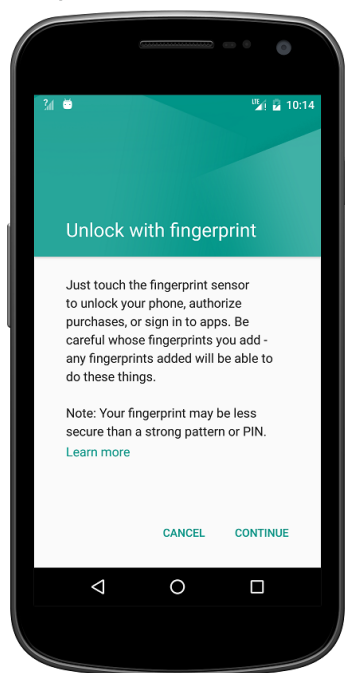 LTE 10:14
Unlock with fingerprint
Just touch the fingerprint sensor
to unlock your phone, authorize
purchases, or sign in to apps. Be
careful whose fingerprints you add -
any fingerprints added will be able to
do these things.
Note: Your fingerprint may be less
secure than a strong pattern or PIN.
Learn more
CANCEL CONTINUE